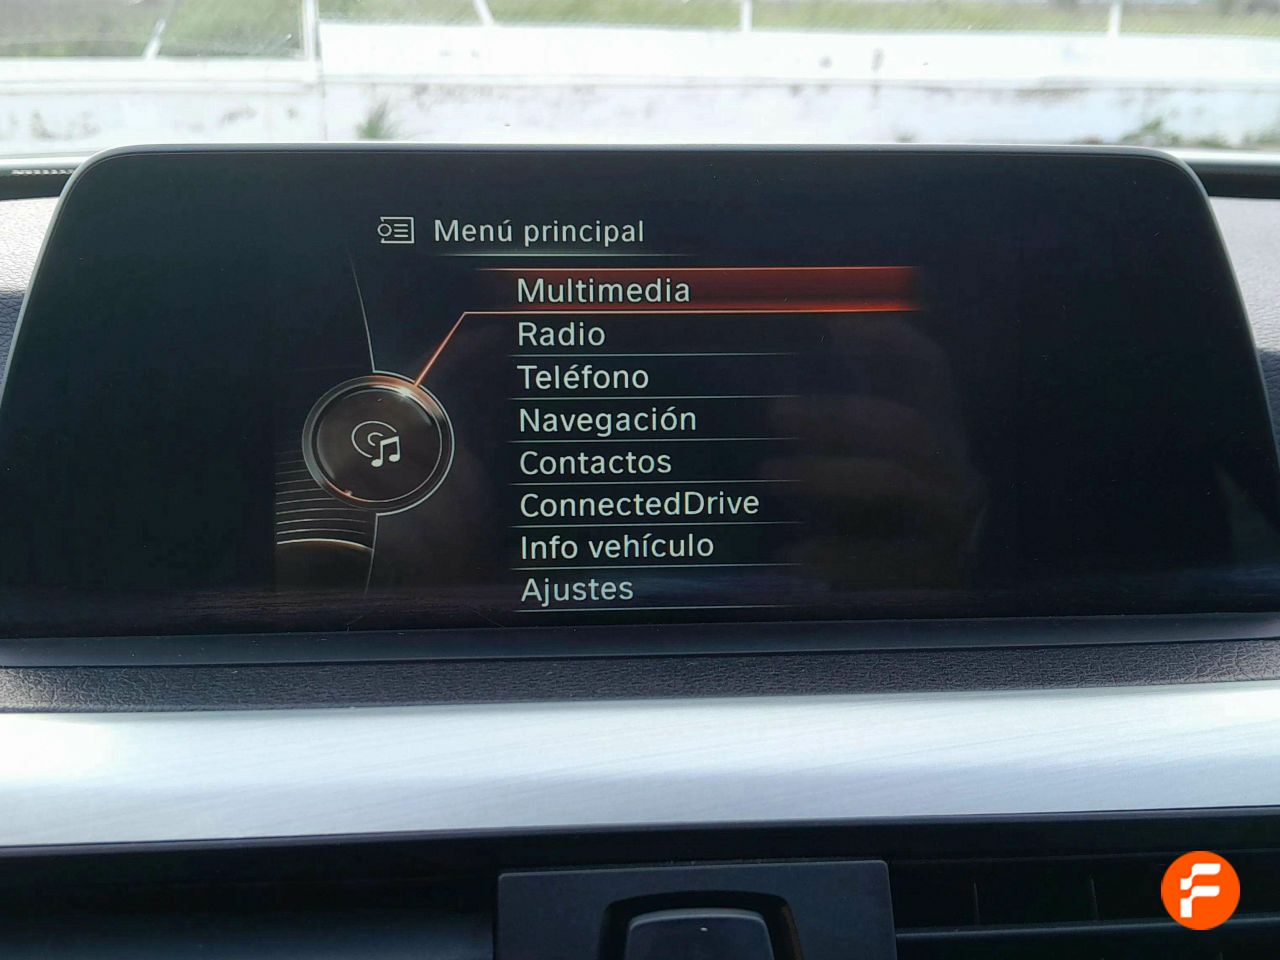 Menú principal
Multimedia
Radio
Teléfono
Navegación
Contactos
ConnectedDrive
Info vehículo
Ajustes